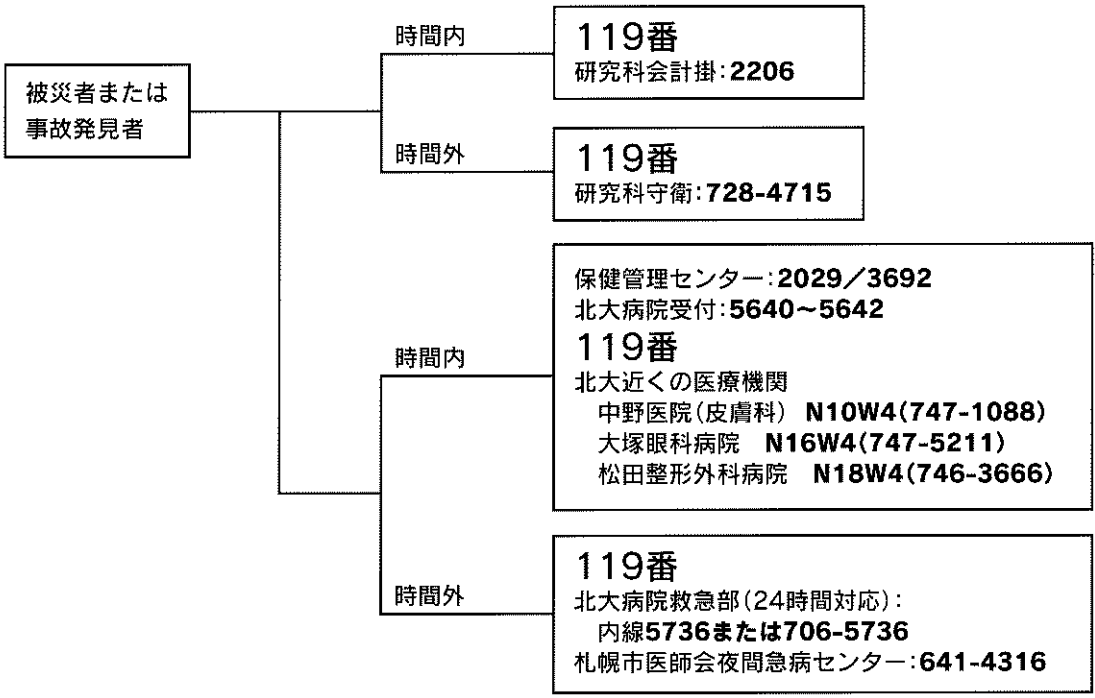 被災者または
事故発見者
時間内
119番
研究科会計掛：2206
時間外
119番
研究科守衛：728-4715
時間内
保健管理センター：2029／3692
北大病院受付：5640～5642
119番
北大近くの医療機関
中野医院（皮膚科） N10W4（747-1088）
大塚眼科病院 N16W4（747-5211）
松田整形外科病院 N18W4（746-3666）
時間外
119番
北大病院救急部（24時間対応）：
内線5736または706-5736
札幌市医師会夜間急病センター：641-4316